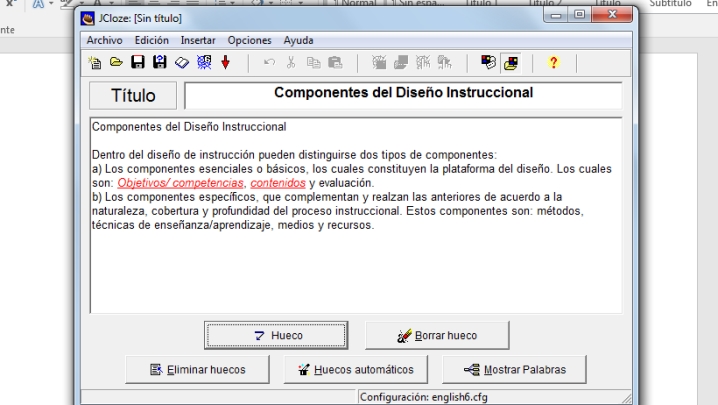 1 Normal
1 Sin espa...
Título 1
Título 2
Título
Subtítulo
En
nte
JCloze: [Sin título]
Archivo Edición Insertar Opciones Ayuda
Título
Componentes del Diseño Instruccional
Componentes del Diseño Instruccional
Dentro del diseño de instrucción pueden distinguirse dos tipos de componentes:
a) Los componentes esenciales o básicos, los cuales constituyen la plataforma del diseño. Los cuales
son: Objetivos/ competencias, contenidos y evaluación.
b) Los componentes específicos, que complementan y realzan las anteriores de acuerdo a la
naturaleza, cobertura y profundidad del proceso instruccional. Estos componentes son: métodos,
técnicas de enseñanza/aprendizaje, medios y recursos.
Hueco
Borrar hueco
Eliminar huecos
Huecos automáticos
Mostrar Palabras
Configuración: english6.cfg